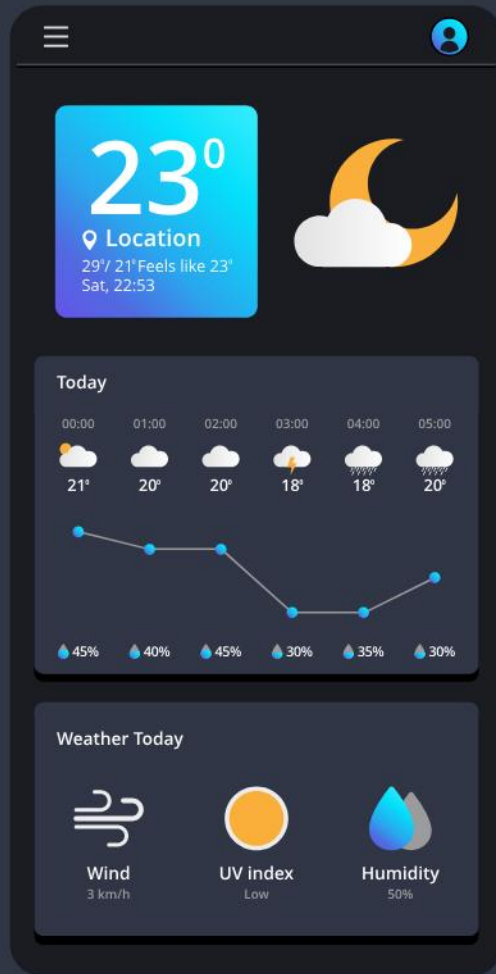 23°
Location
29°/ 21° Feels like 23°
Sat, 22:53
Today
00:00 01:00 02:00 03:00 04:00 05:00
21° 20° 20° 18° 18° 20°
45% 40% 45% 30% 35% 30%
Weather Today
Wind UV index Humidity
3 km/h Low 50%